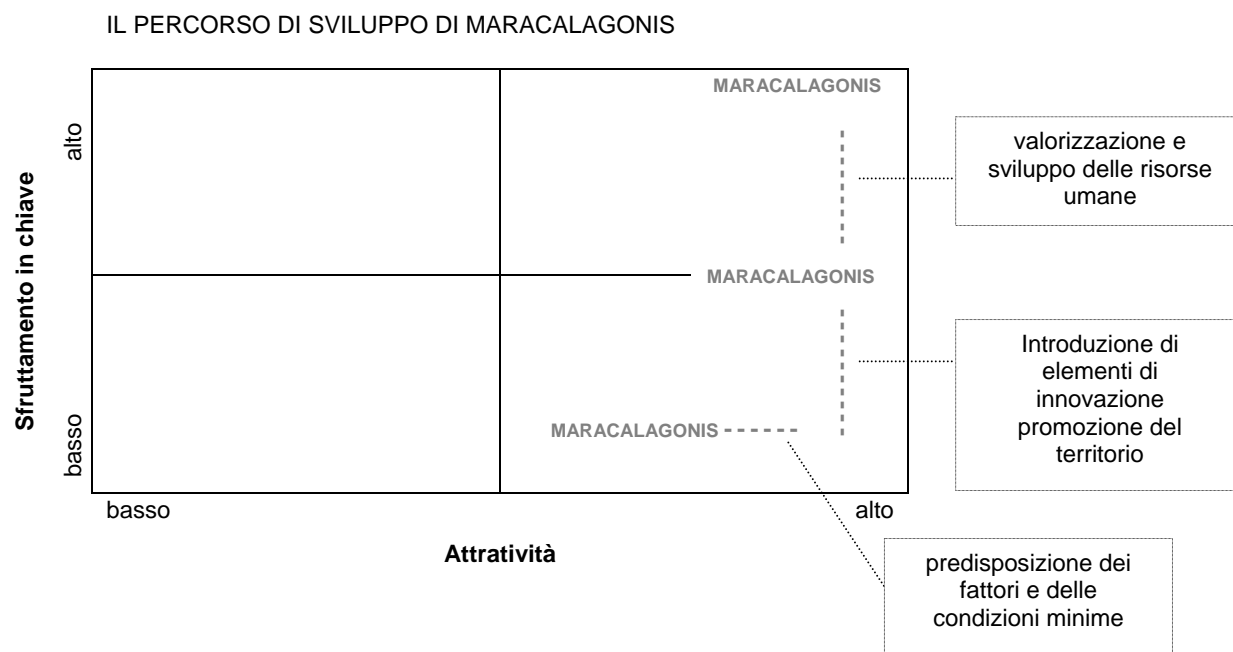 IL PERCORSO DI SVILUPPO DI MARACALAGONIS
MARACALAGONIS
alto
Sfruttamento in chiave
valorizzazione e
sviluppo delle risorse
umane
MARACALAGONIS
Introduzione di
elementi di
innovazione
promozione del
territorio
MARACALAGONIS
basso
basso
alto
Attratività
predisposizione dei
fattori e delle
condizioni minime